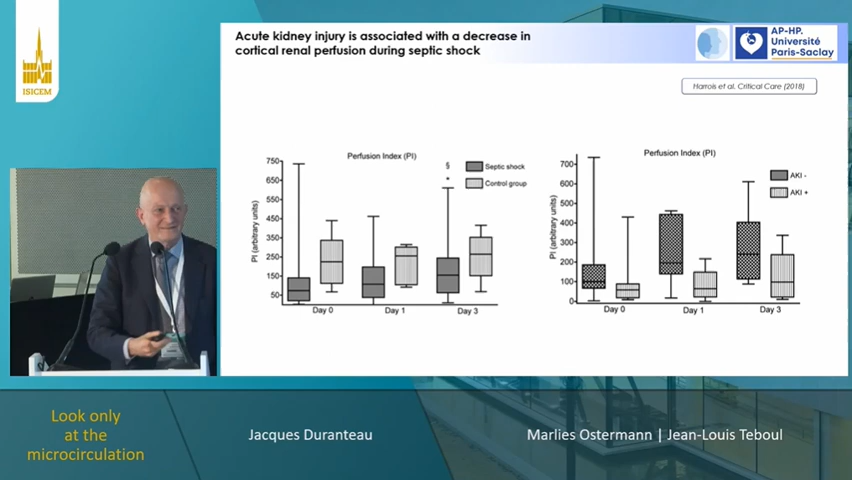 Acute kidney injury is associated with a decrease in
cortical renal perfusion during septic shock
AP-HP.
Université
Paris-Saclay
ISICEM
Harrois et al. Critical Care (2018)
Perfusion Index (PI)
PI (arbitrary units)
750
650
550
450
350
250
150
50
§
*
Septic shock
Control group
Day 0
Day 1
Day 3
Perfusion Index (PI)
PI (arbitrary units)
700
600
500
400
300
200
100
0
AKI -
AKI +
Day 0
Day 1
Day 3
Look only
at the
microcirculation
Jacques Duranteau
Marlies Ostermann | Jean-Louis Teboul